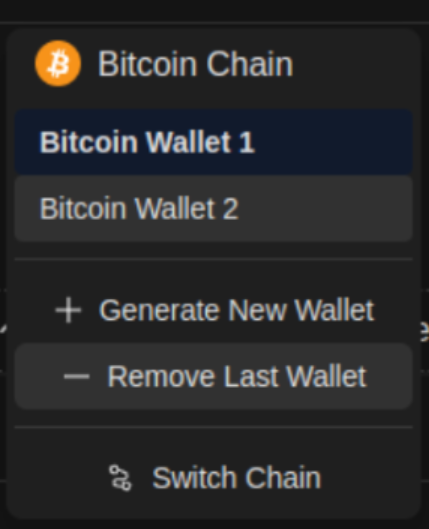 Bitcoin Chain
Bitcoin Wallet 1
Bitcoin Wallet 2
Generate New Wallet
Remove Last Wallet
Switch Chain